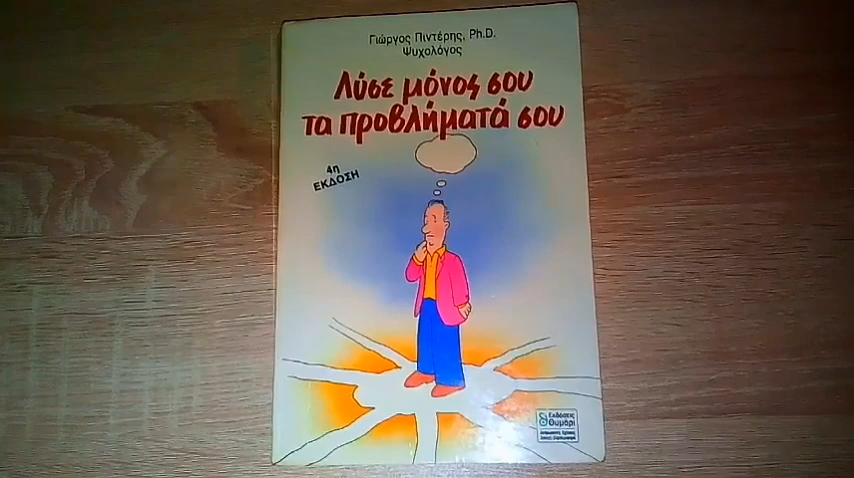 Γιώργος Πιντέρης, Ph.D.
Ψυχολόγος
Λύσε μόνος σου
τα προβλήματά σου
4η
ΕΚΔΟΣΗ
Εκδόσεις
Θυμάρι